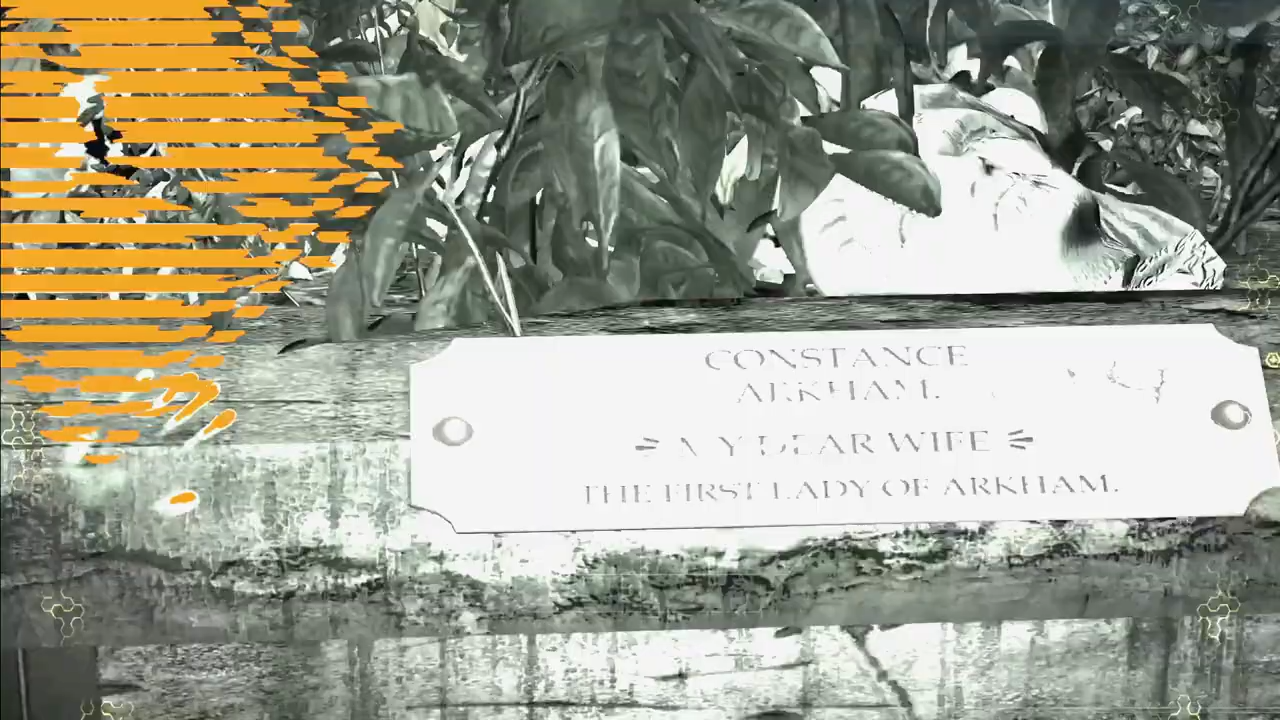 CONSTANCE
ARKHAM.
MY DEAR WIFE
THE FIRST LADY OF ARKHAM.